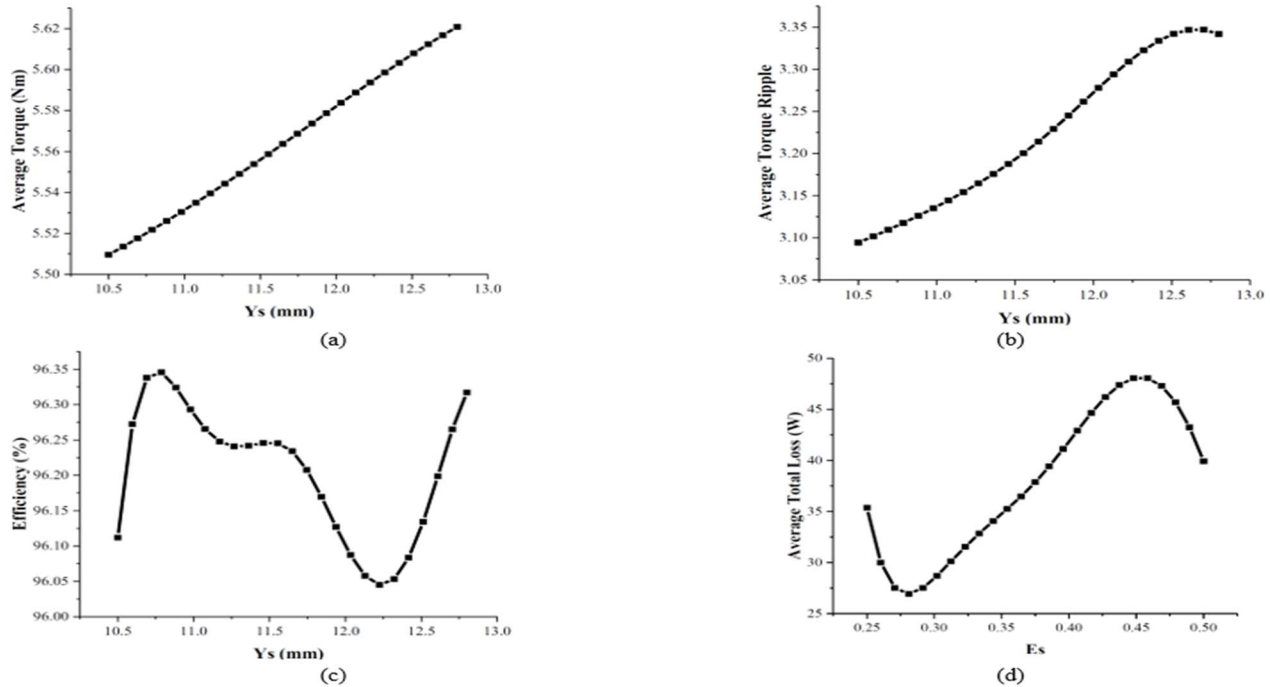 Average Torque (Nm)
5.62
5.60
5.58
5.56
5.54
5.52
5.50
10.5 11.0 11.5 12.0 12.5 13.0
Ys (mm)
(a)
Average Torque Ripple
3.35
3.30
3.25
3.20
3.15
3.10
3.05
10.5 11.0 11.5 12.0 12.5 13.0
Ys (mm)
(b)
Efficiency (%)
96.35
96.30
96.25
96.20
96.15
96.10
96.05
96.00
10.5 11.0 11.5 12.0 12.5 13.0
Ys (mm)
(c)
Average Total Loss (W)
50
45
40
35
30
25
0.25 0.30 0.35 0.40 0.45 0.50
Es
(d)